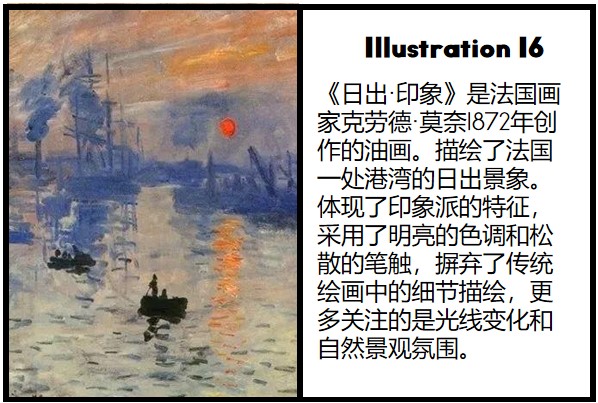 Illustration 16
《日出·印象》是法国画
家克劳德·莫奈1872年创
作的油画。描绘了法国
一处港湾的日出景象。
体现了印象派的特征，
采用了明亮的色调和松
散的笔触，摒弃了传统
绘画中的细节描绘，更
多关注的是光线变化和
自然景观氛围。